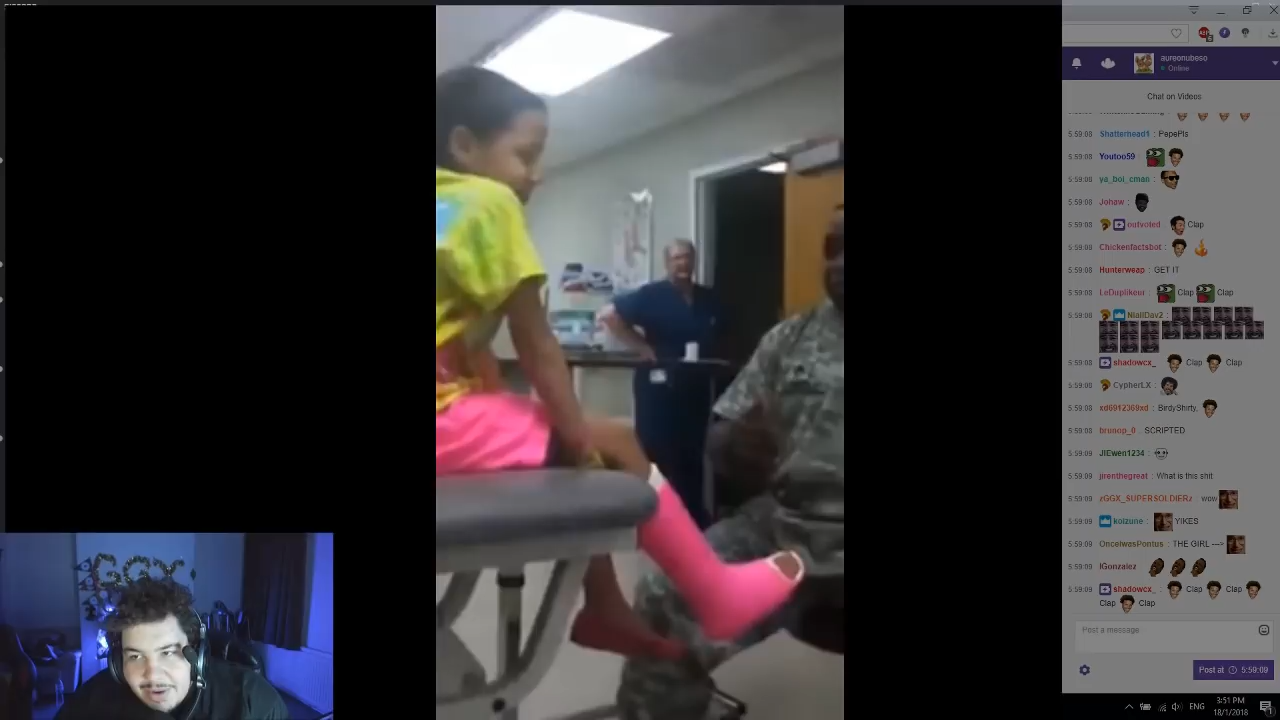 aureonubeso
Online
Chat on Videos
5:59:08 Shatterhead1 : PepePls
5:59:08 Youtoo59
5:59:08 ya_boi_cman :
5:59:08 Johaw :
5:59:08 outvoted : Clap
5:59:08 Chickenfactsbot :
5:59:08 Hunterweap : GET IT
5:59:08 LeDuplikeur : Clap Clap
5:59:08 NiallDav2 :
5:59:08 shadowcx_ : Clap Clap
5:59:08 CypherLX :
5:59:08 xd6912369xd : BirdyShirty,
5:59:08 brunop_0 : SCRIPTED
5:59:09 JIEwen1234 :
5:59:09 jirenthegreat : What is this shit
5:59:09 zGGX_SUPERSOLDIERz : wow
5:59:09 koizune : YIKES
5:59:09 OnceIwasPontus : THE GIRL --->
5:59:09 IGonzalez
5:59:09 shadowcx_ : Clap Clap
Clap Clap
Post a message
Post at 5:59:09
ENG
3:51 PM
18/1/2018
GGX